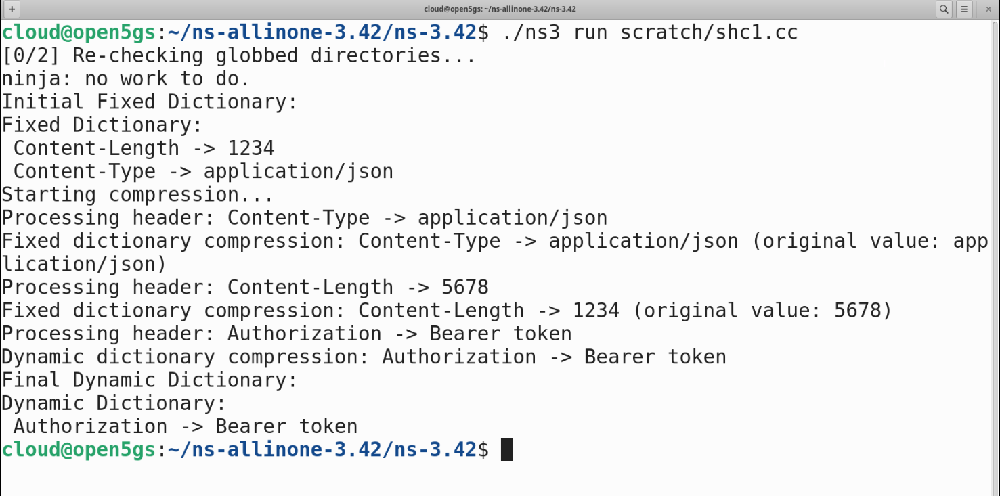 cloud@open5gs: ~/ns-allinone-3.42/ns-3.42
cloud@open5gs:~/ns-allinone-3.42/ns-3.42$ ./ns3 run scratch/shc1.cc
[0/2] Re-checking globbed directories...
ninja: no work to do.
Initial Fixed Dictionary:
Fixed Dictionary:
 Content-Length -> 1234
 Content-Type -> application/json
Starting compression...
Processing header: Content-Type -> application/json
Fixed dictionary compression: Content-Type -> application/json (original value: app
lication/json)
Processing header: Content-Length -> 5678
Fixed dictionary compression: Content-Length -> 1234 (original value: 5678)
Processing header: Authorization -> Bearer token
Dynamic dictionary compression: Authorization -> Bearer token
Final Dynamic Dictionary:
Dynamic Dictionary:
 Authorization -> Bearer token
cloud@open5gs:~/ns-allinone-3.42/ns-3.42$